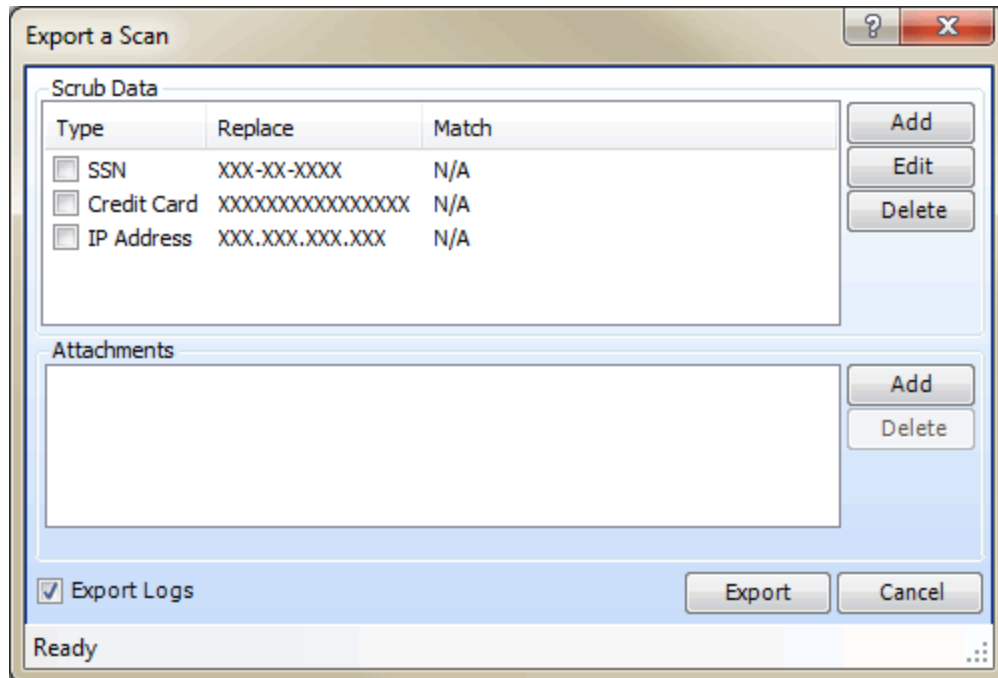 Export a Scan
?
Scrub Data
Type Replace Match
SSN XXX-XX-XXXX N/A
Credit Card XXXXXXXXXXXXXXXX N/A
IP Address XXX.XXX.XXX.XXX N/A
Add
Edit
Delete
Attachments
Add
Delete
Export Logs
Export Cancel
Ready